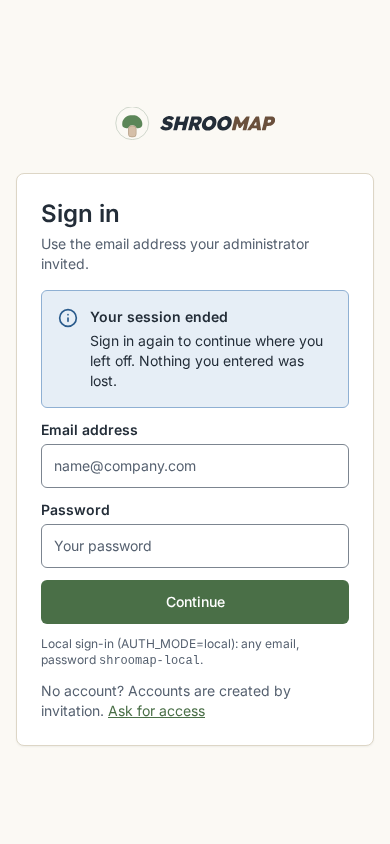 SHROOMAP
Sign in
Use the email address your administrator
invited.
Your session ended
Sign in again to continue where you
left off. Nothing you entered was
lost.
Email address
name@company.com
Password
Your password
Continue
Local sign-in (AUTH_MODE=local): any email,
password shroomap-local.
No account? Accounts are created by
invitation. Ask for access